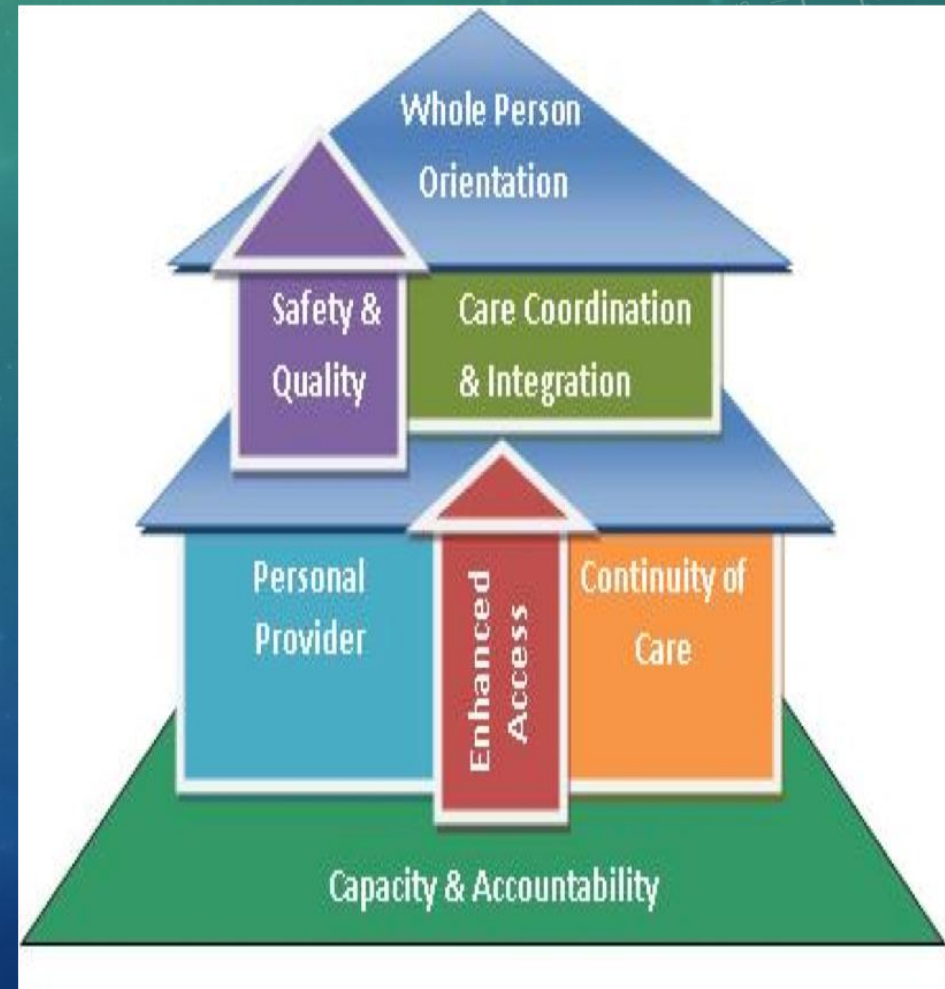 Whole Person
Orientation
Safety &
Quality
Care Coordination
& Integration
Personal
Provider
Enhanced
Access
Continuity of
Care
Capacity & Accountability